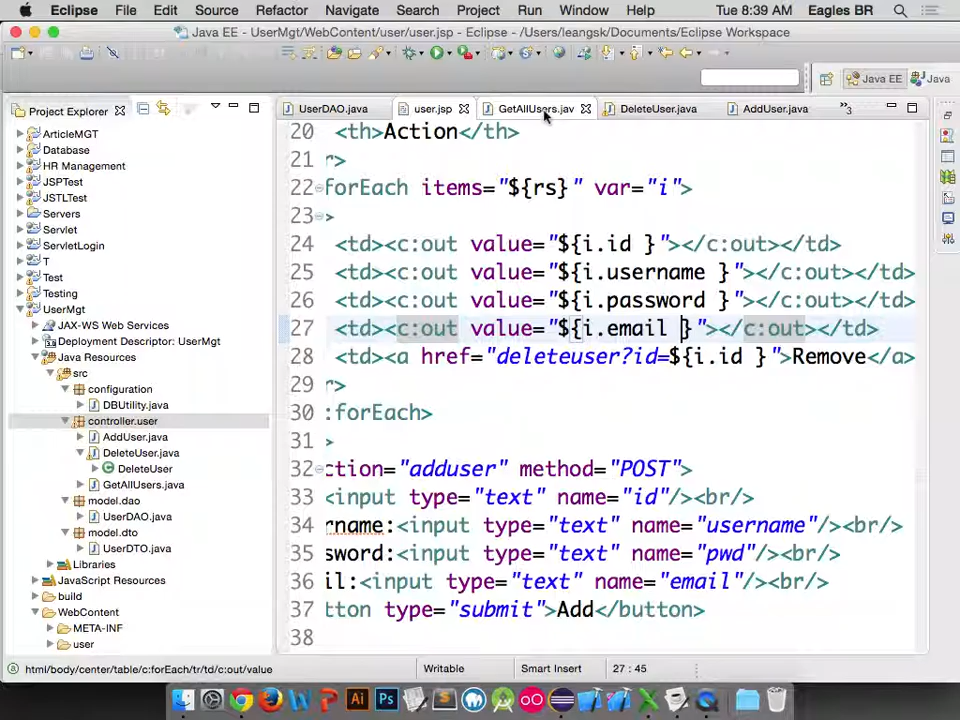 Eclipse File Edit Source Refactor Navigate Search Project Run Window Help Tue 8:39 AM Eagles BR
Java EE - UserMgt/WebContent/user/user.jsp - Eclipse - /Users/leangsk/Documents/Eclipse Workspace
Java EE Java
Project Explorer UserDAO.java user.jsp GetAllUsers.jav DeleteUser.java AddUser.java »3
ArticleMGT
Database
HR Management
JSPTest
JSTLTest
Servers
Servlet
ServletLogin
T
Test
Testing
UserMgt
JAX-WS Web Services
Deployment Descriptor: UserMgt
Java Resources
src
configuration
DBUtility.java
controller.user
AddUser.java
DeleteUser.java
DeleteUser
GetAllUsers.java
model.dao
UserDAO.java
model.dto
UserDTO.java
Libraries
JavaScript Resources
build
WebContent
META-INF
user
20 <th>Action</th>
21 r>
22 forEach items="${rs}" var="i">
23 >
24 <td><c:out value="${i.id }"></c:out></td>
25 <td><c:out value="${i.username }"></c:out></td>
26 <td><c:out value="${i.password }"></c:out></td>
27 <td><c:out value="${i.email }"></c:out></td>
28 <td><a href="deleteuser?id=${i.id }">Remove</a>
29 r>
30 :forEach>
31 >
32 ction="adduser" method="POST">
33 <input type="text" name="id"/><br/>
34 rname:<input type="text" name="username"/><br/>
35 sword:<input type="text" name="pwd"/><br/>
36 il:<input type="text" name="email"/><br/>
37 tton type="submit">Add</button>
38
html/body/center/table/c:forEach/tr/td/c:out/value Writable Smart Insert 27 : 45